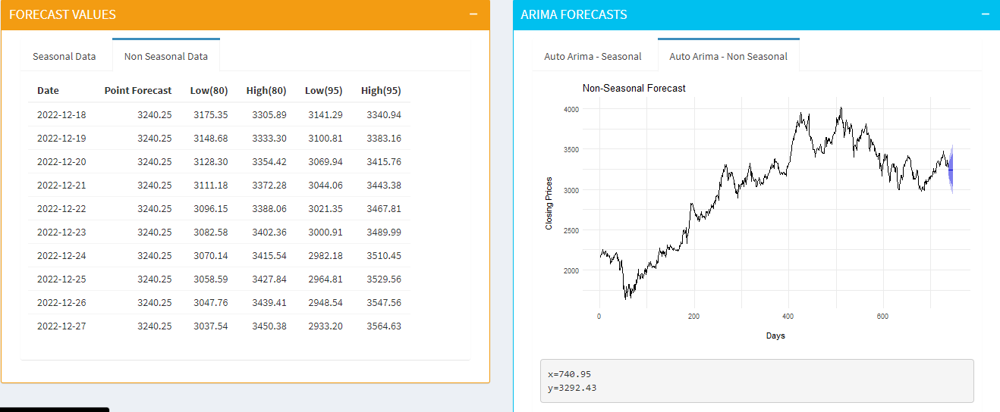 FORECAST VALUES
Seasonal Data Non Seasonal Data
Date Point Forecast Low(80) High(80) Low(95) High(95)
2022-12-18 3240.25 3175.35 3305.89 3141.29 3340.94
2022-12-19 3240.25 3148.68 3333.30 3100.81 3383.16
2022-12-20 3240.25 3128.30 3354.42 3069.94 3415.76
2022-12-21 3240.25 3111.18 3372.28 3044.06 3443.38
2022-12-22 3240.25 3096.15 3388.06 3021.35 3467.81
2022-12-23 3240.25 3082.58 3402.36 3000.91 3489.99
2022-12-24 3240.25 3070.14 3415.54 2982.18 3510.45
2022-12-25 3240.25 3058.59 3427.84 2964.81 3529.56
2022-12-26 3240.25 3047.76 3439.41 2948.54 3547.56
2022-12-27 3240.25 3037.54 3450.38 2933.20 3564.63
ARIMA FORECASTS
Auto Arima - Seasonal Auto Arima - Non Seasonal
Non-Seasonal Forecast
Closing Prices
4000
3500
3000
2500
2000
0 200 400 600
Days
x=740.95
y=3292.43